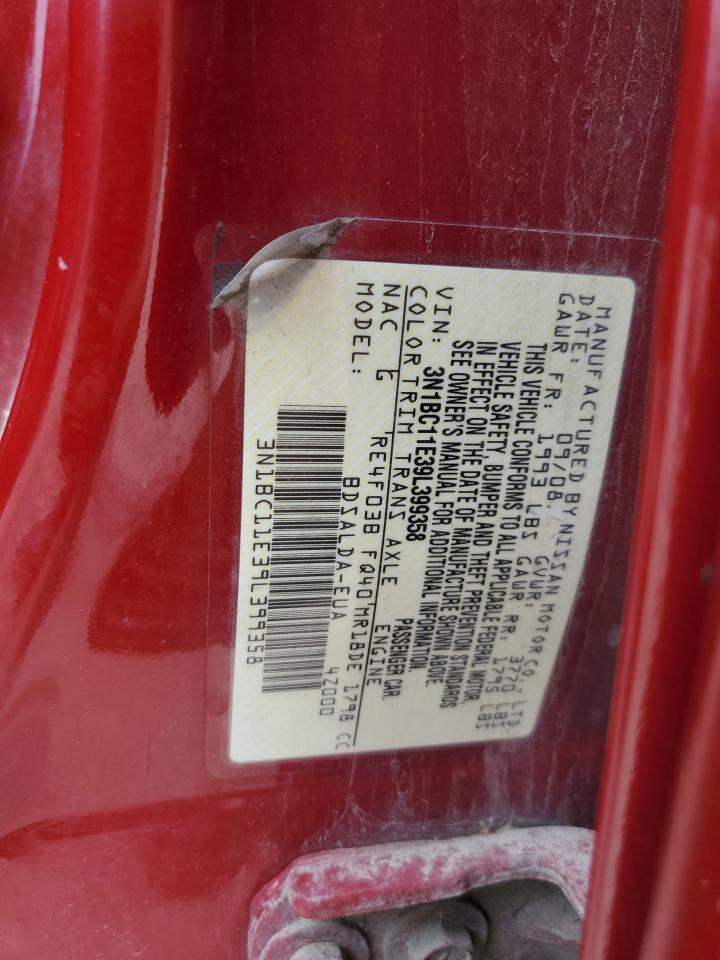 MANUFACTURED BY NISSAN MOTOR CO., LTD.
DATE: 09/08 GVWR: 3770 LBS
GAWR FR: 1993 LBS GAWR RR: 1795 LBS
THIS VEHICLE CONFORMS TO ALL APPLICABLE FEDERAL MOTOR
VEHICLE SAFETY, BUMPER AND THEFT PREVENTION STANDARDS
IN EFFECT ON THE DATE OF MANUFACTURE SHOWN ABOVE.
SEE OWNER'S MANUAL FOR ADDITIONAL INFORMATION.
VIN: 3N1BC11E39L399358 PASSENGER CAR
COLOR TRIM TRANS AXLE ENGINE
NAC G RE4F03B FQ40 MR18DE 1798 CC
MODEL: BDSALDA-EUA 4Z000
3N1BC11E39L399358